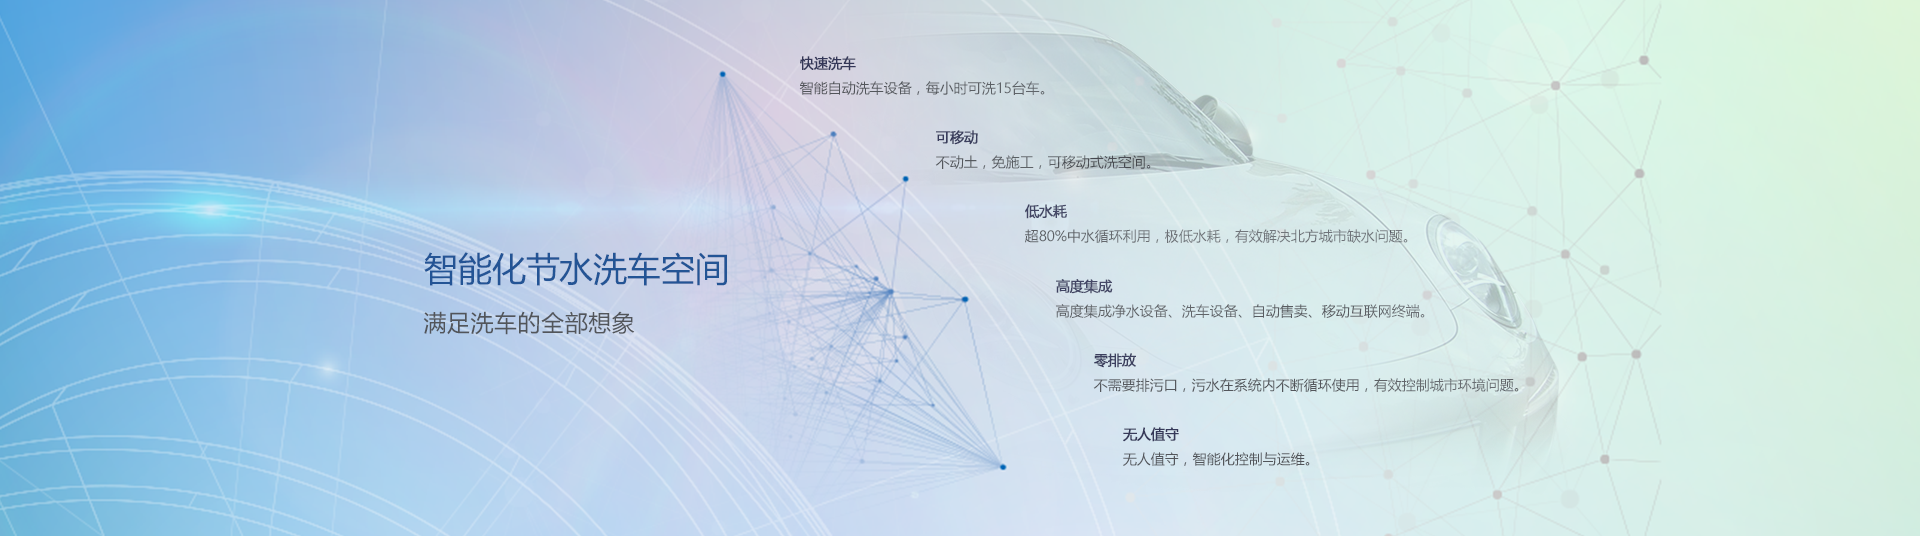 智能化节水洗车空间
满足洗车的全部想象
快速洗车
智能自动洗车设备，每小时可洗15台车。
可移动
不动土，免施工，可移动式洗空间。
低水耗
超80%中水循环利用，极低水耗，有效解决北方城市缺水问题。
高度集成
高度集成净水设备、洗车设备、自动售卖、移动互联网终端。
零排放
不需要排污口，污水在系统内不断循环使用，有效控制城市环境问题。
无人值守
无人值守，智能化控制与运维。